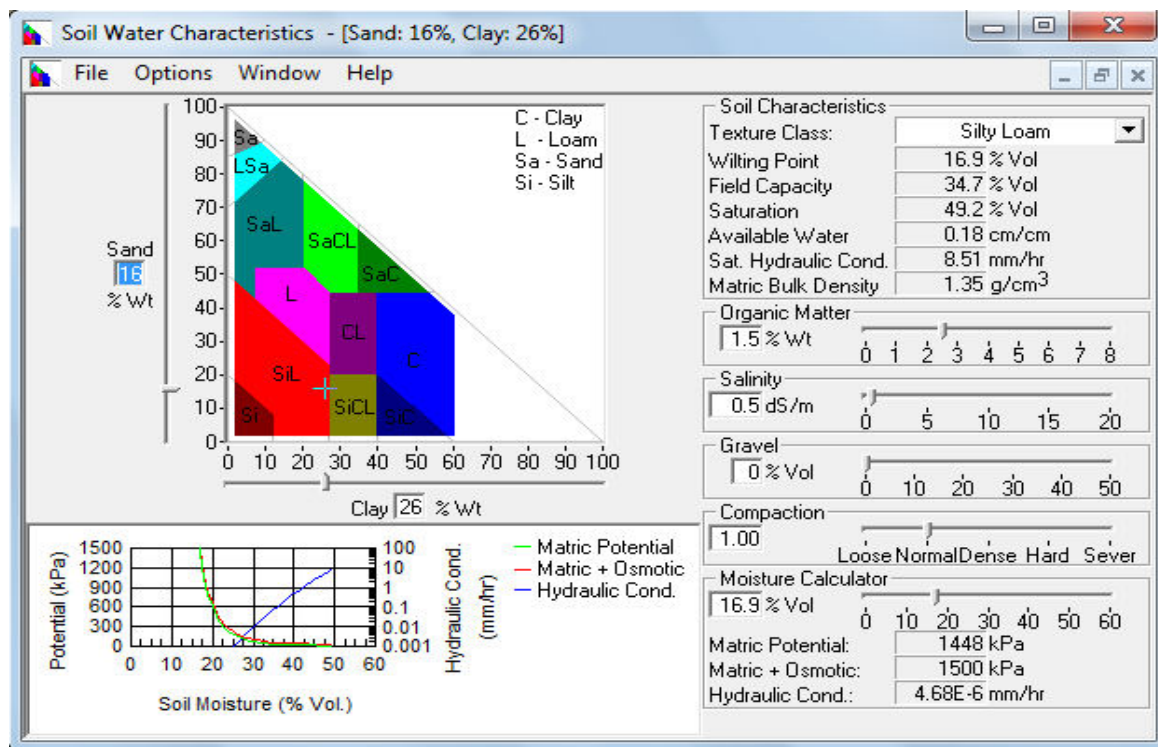 Soil Water Characteristics - [Sand: 16%, Clay: 26%]
File Options Window Help
100
90
80
70
60
50
40
30
20
10
0
Sand
16
% Wt
C - Clay
L - Loam
Sa - Sand
Si - Silt
Sa
LSa
SaL
SaCL
SaC
L
CL
C
SiL
Si
SiCL
SiC
0 10 20 30 40 50 60 70 80 90 100
Clay 26 % Wt
Soil Characteristics
Texture Class: Silty Loam
Wilting Point 16.9 % Vol
Field Capacity 34.7 % Vol
Saturation 49.2 % Vol
Available Water 0.18 cm/cm
Sat. Hydraulic Cond. 8.51 mm/hr
Matric Bulk Density 1.35 g/cm3
Organic Matter
1.5 % Wt
0 1 2 3 4 5 6 7 8
Salinity
0.5 dS/m
0 5 10 15 20
Gravel
0 % Vol
0 10 20 30 40 50
Compaction
1.00
Loose Normal Dense Hard Sever
Moisture Calculator
16.9 % Vol
0 10 20 30 40 50 60
Matric Potential: 1448 kPa
Matric + Osmotic: 1500 kPa
Hydraulic Cond.: 4.68E-6 mm/hr
Potential (kPa)
1500
1200
900
600
300
0
100
10
1
0.1
0.01
0.001
Hydraulic Cond.
(mm/hr)
Matric Potential
Matric + Osmotic
Hydraulic Cond.
0 10 20 30 40 50 60
Soil Moisture (% Vol.)